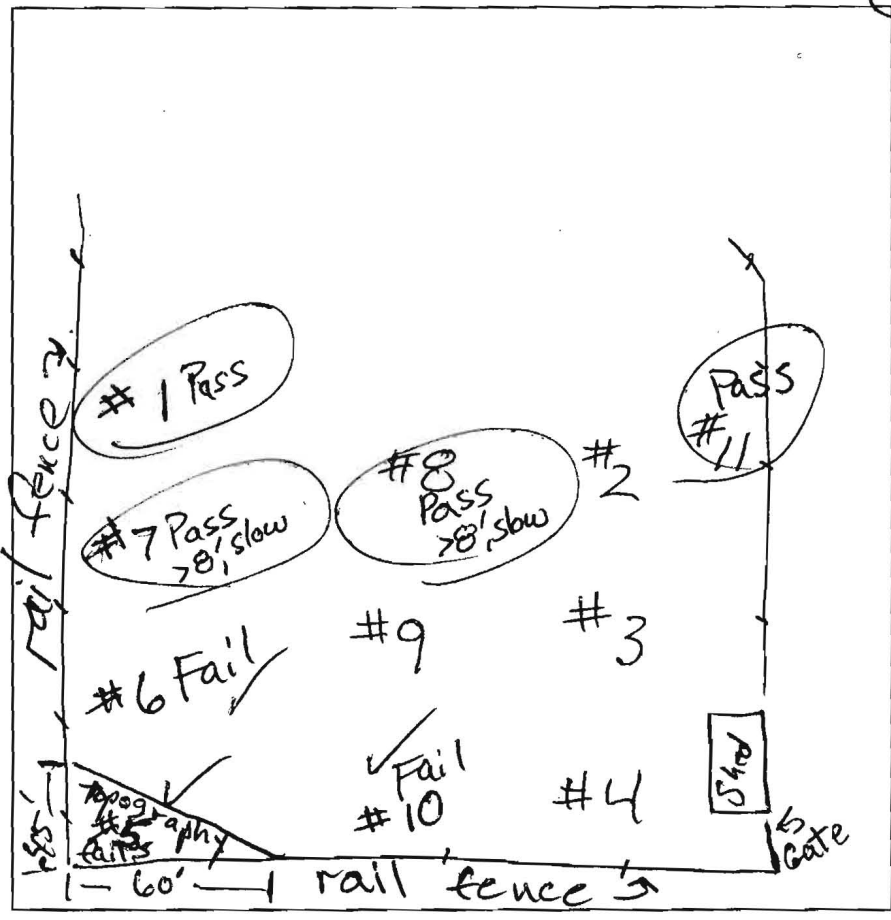 # 1 Pass
Pass
# 11
rail fence
#8
Pass
>8', slow
#2
#7 Pass
>8', slow
#9
#3
#6 Fail
Shed
Fail
#10
#4
topography
#5
fails
Gate
60'
rail fence